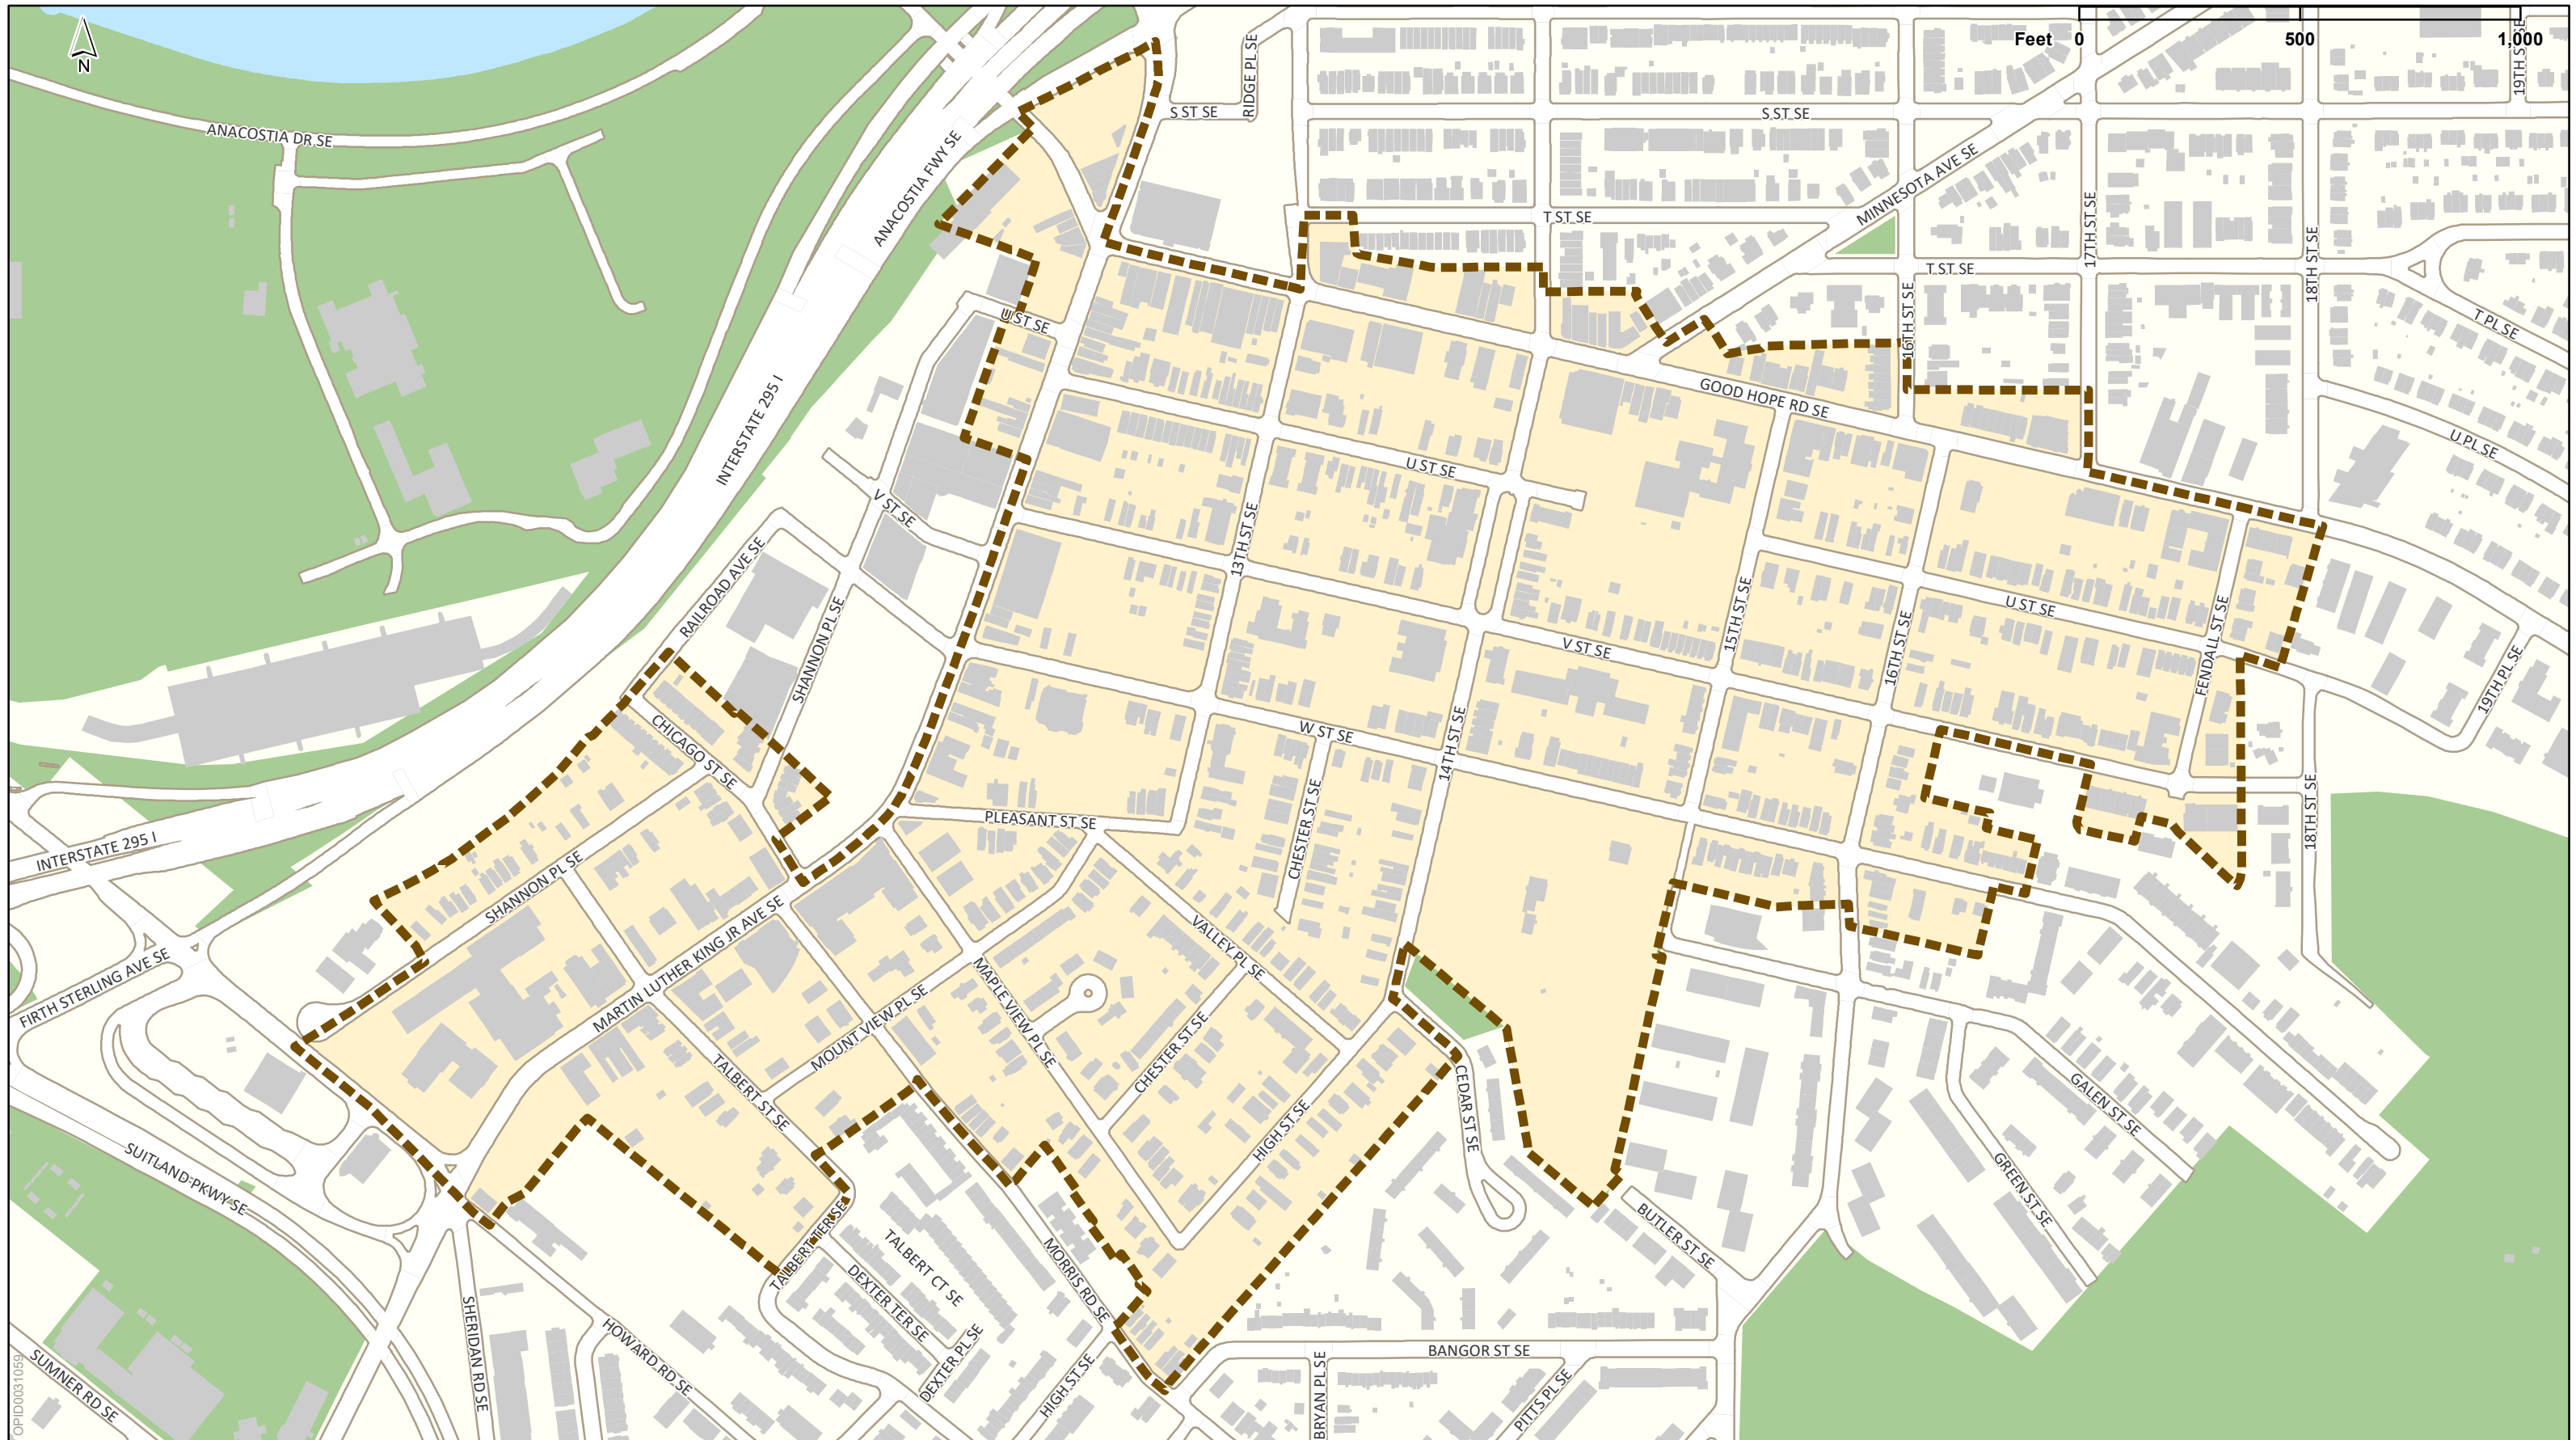 N
Feet 0 500 1,000
19TH ST SE
RIDGE PL SE
S ST SE
S ST SE
ANACOSTIA DR SE
ANACOSTIA FWY SE
MINNESOTA AVE SE
T ST SE
17TH ST SE
18TH ST SE
T ST SE
T PL SE
U ST SE
16TH ST SE
GOOD HOPE RD SE
INTERSTATE 295 I
U PL SE
U ST SE
V ST SE
13TH ST SE
RAILROAD AVE SE
15TH ST SE
U ST SE
SHANNON PL SE
V ST SE
16TH ST SE
FENDALL ST SE
19TH PL SE
CHICAGO ST SE
W ST SE
14TH ST SE
CHESTER ST SE
18TH ST SE
PLEASANT ST SE
INTERSTATE 295 I
SHANNON PL SE
VALLEY PL SE
MARTIN LUTHER KING JR AVE SE
FIRTH STERLING AVE SE
MAPLE VIEW PL SE
MOUNT VIEW PL SE
CHESTER ST SE
TALBERT ST SE
CEDAR ST SE
HIGH ST SE
GALEN ST SE
SUITLAND PKWY SE
GREEN ST SE
TALBERT TER SE
TALBERT CT SE
BUTLER ST SE
MORRIS RD SE
DEXTER TER SE
SHERIDAN RD SE
HOWARD RD SE
DEXTER PL SE
HIGH ST SE
BANGOR ST SE
BRYAN PL SE
PITTS PL SE
SUMNER RD SE
OPID0031059